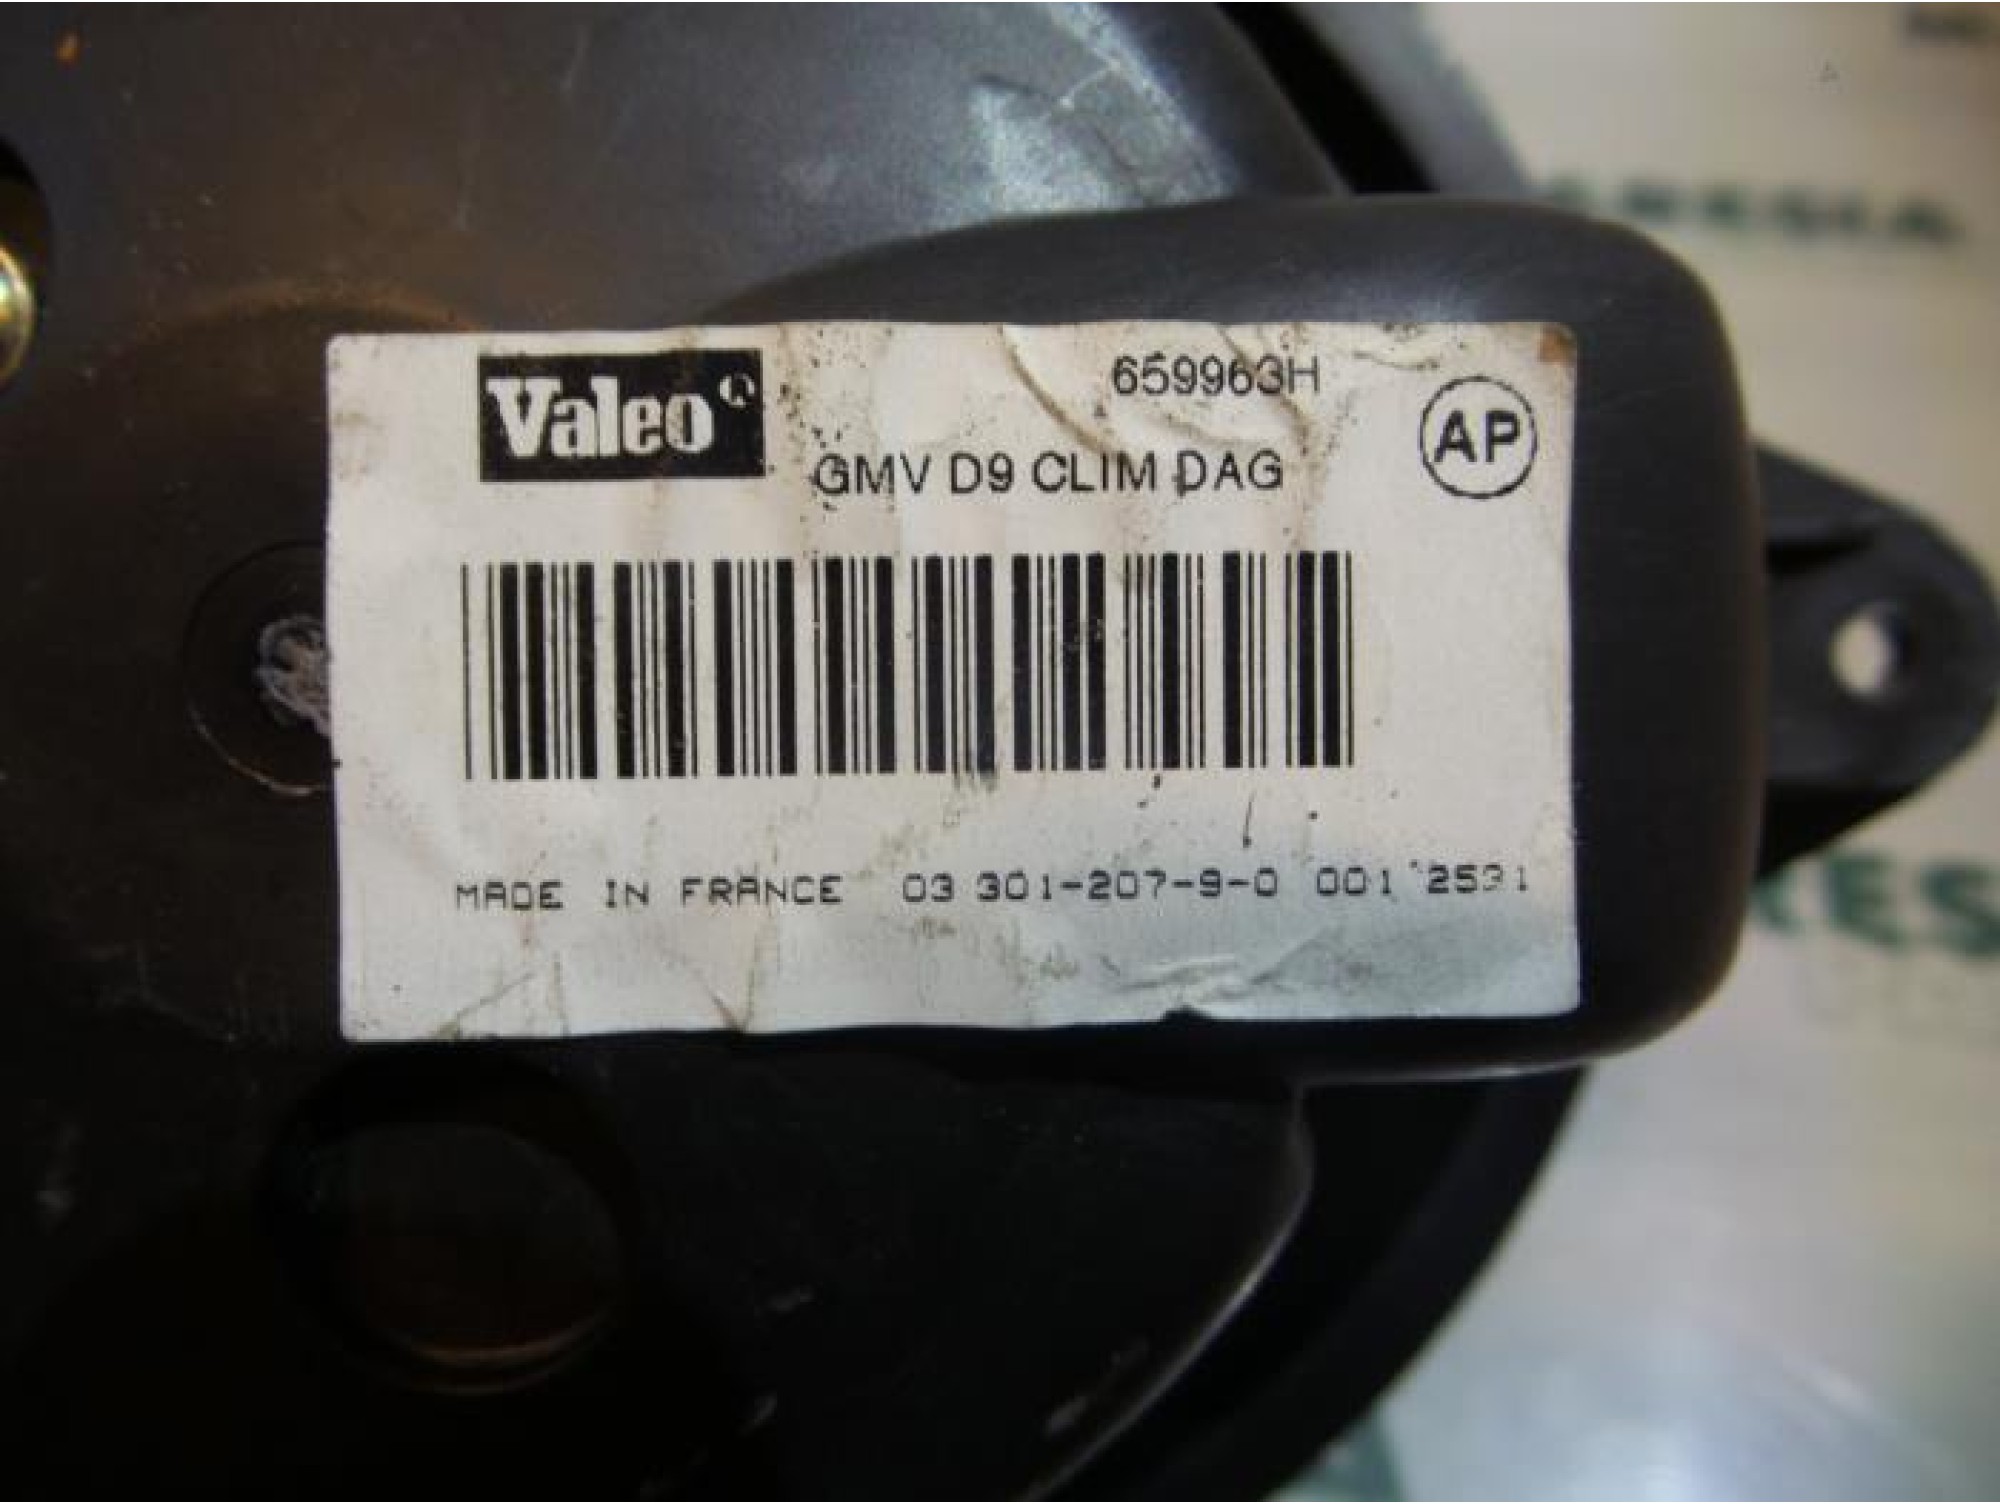 Valeo®
659963H
GMV D9 CLIM DAG
AP
MADE IN FRANCE 03 301-207-9-0 001 2531